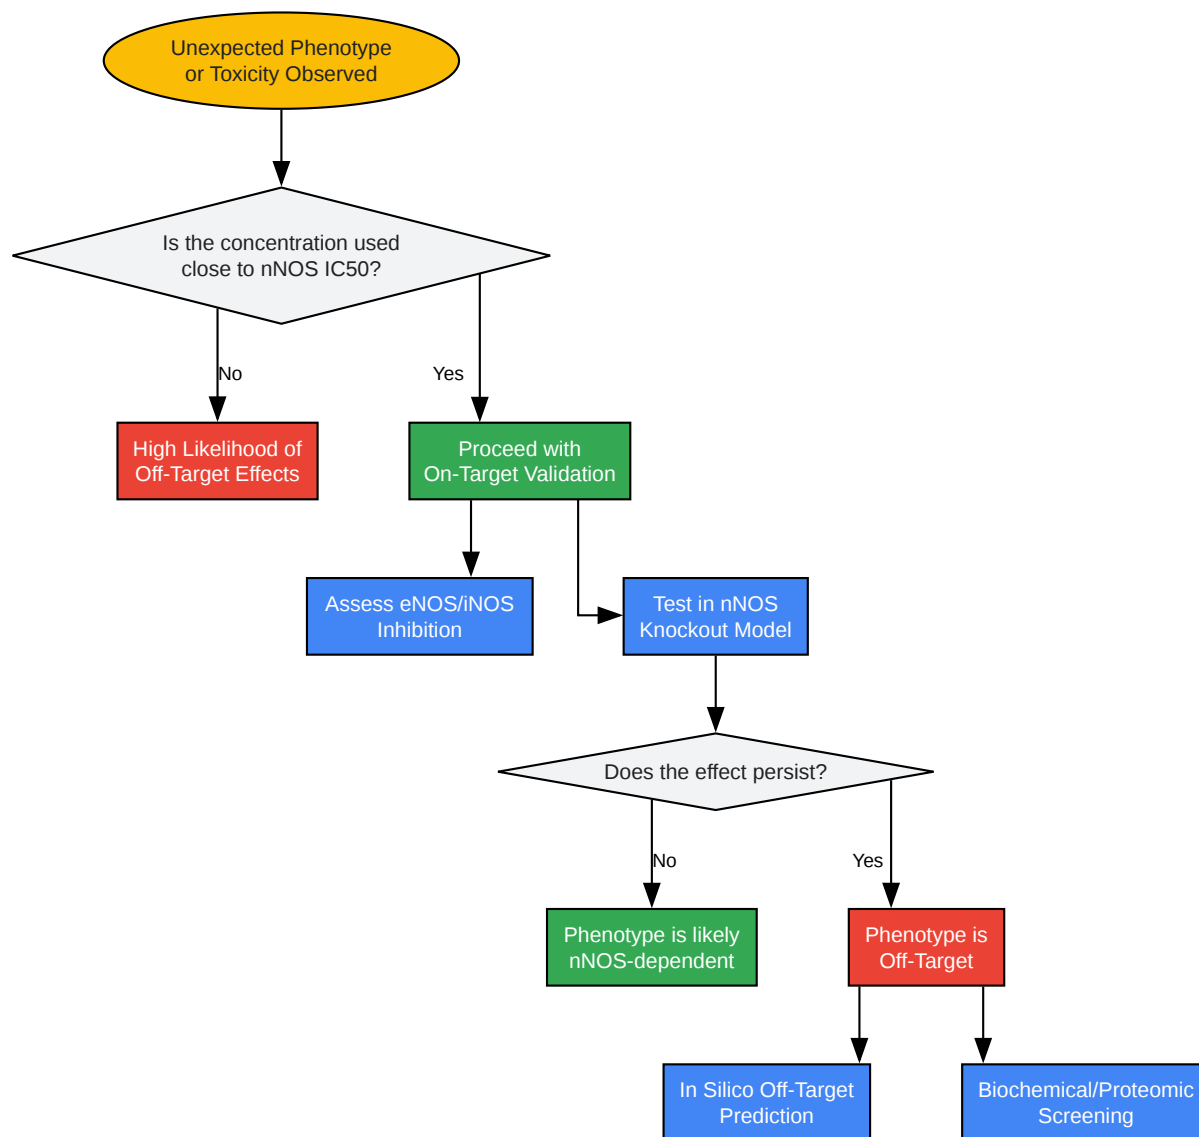 Unexpected Phenotype
or Toxicity Observed
Is the concentration used
close to nNOS IC50?
No
Yes
High Likelihood of
Off-Target Effects
Proceed with
On-Target Validation
Assess eNOS/iNOS
Inhibition
Test in nNOS
Knockout Model
Does the effect persist?
No
Yes
Phenotype is likely
nNOS-dependent
Phenotype is
Off-Target
In Silico Off-Target
Prediction
Biochemical/Proteomic
Screening